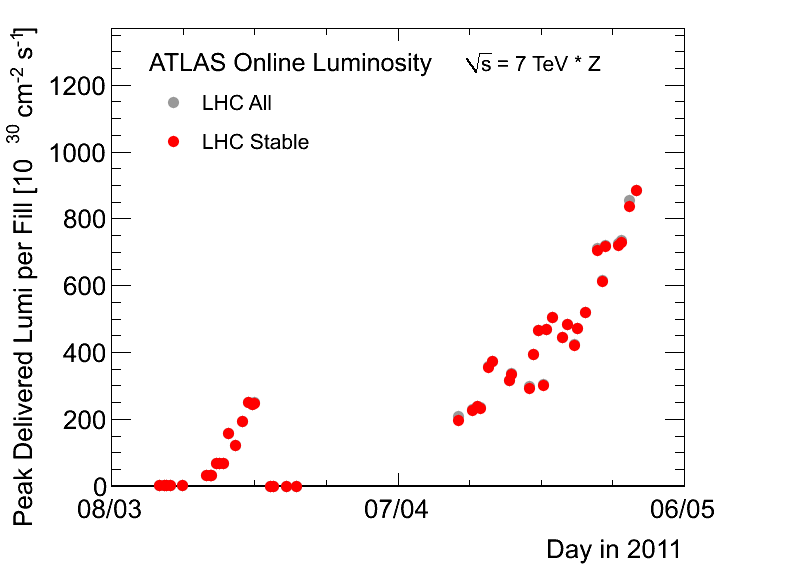 Peak Delivered Lumi per Fill [10 30 cm-2 s-1]
ATLAS Online Luminosity √s = 7 TeV * Z
LHC All
LHC Stable
1200
1000
800
600
400
200
0
08/03 07/04 06/05
Day in 2011